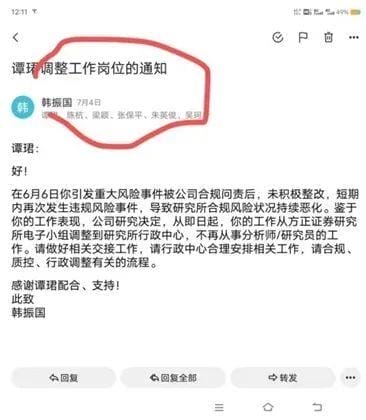 12:11
49%
谭珺调整工作岗位的通知
韩
韩振国 7月4日
谭珺、陈杭、梁颖、张保平、朱英俊、吴珂
谭珺：
好！
在6月6日你引发重大风险事件被公司合规问责后，未积极整改，短期
内再次发生违规风险事件，导致研究所合规风险状况持续恶化。鉴于
你的工作表现，公司研究决定，从即日起，你的工作从方正证券研究
所电子小组调整到研究所行政中心，不再从事分析师/研究员的工
作。请做好相关交接工作，请行政中心合理安排相关工作，请合规、
质控、行政调整有关的流程。
感谢谭珺配合、支持！
此致
韩振国
回复 回复全部 转发